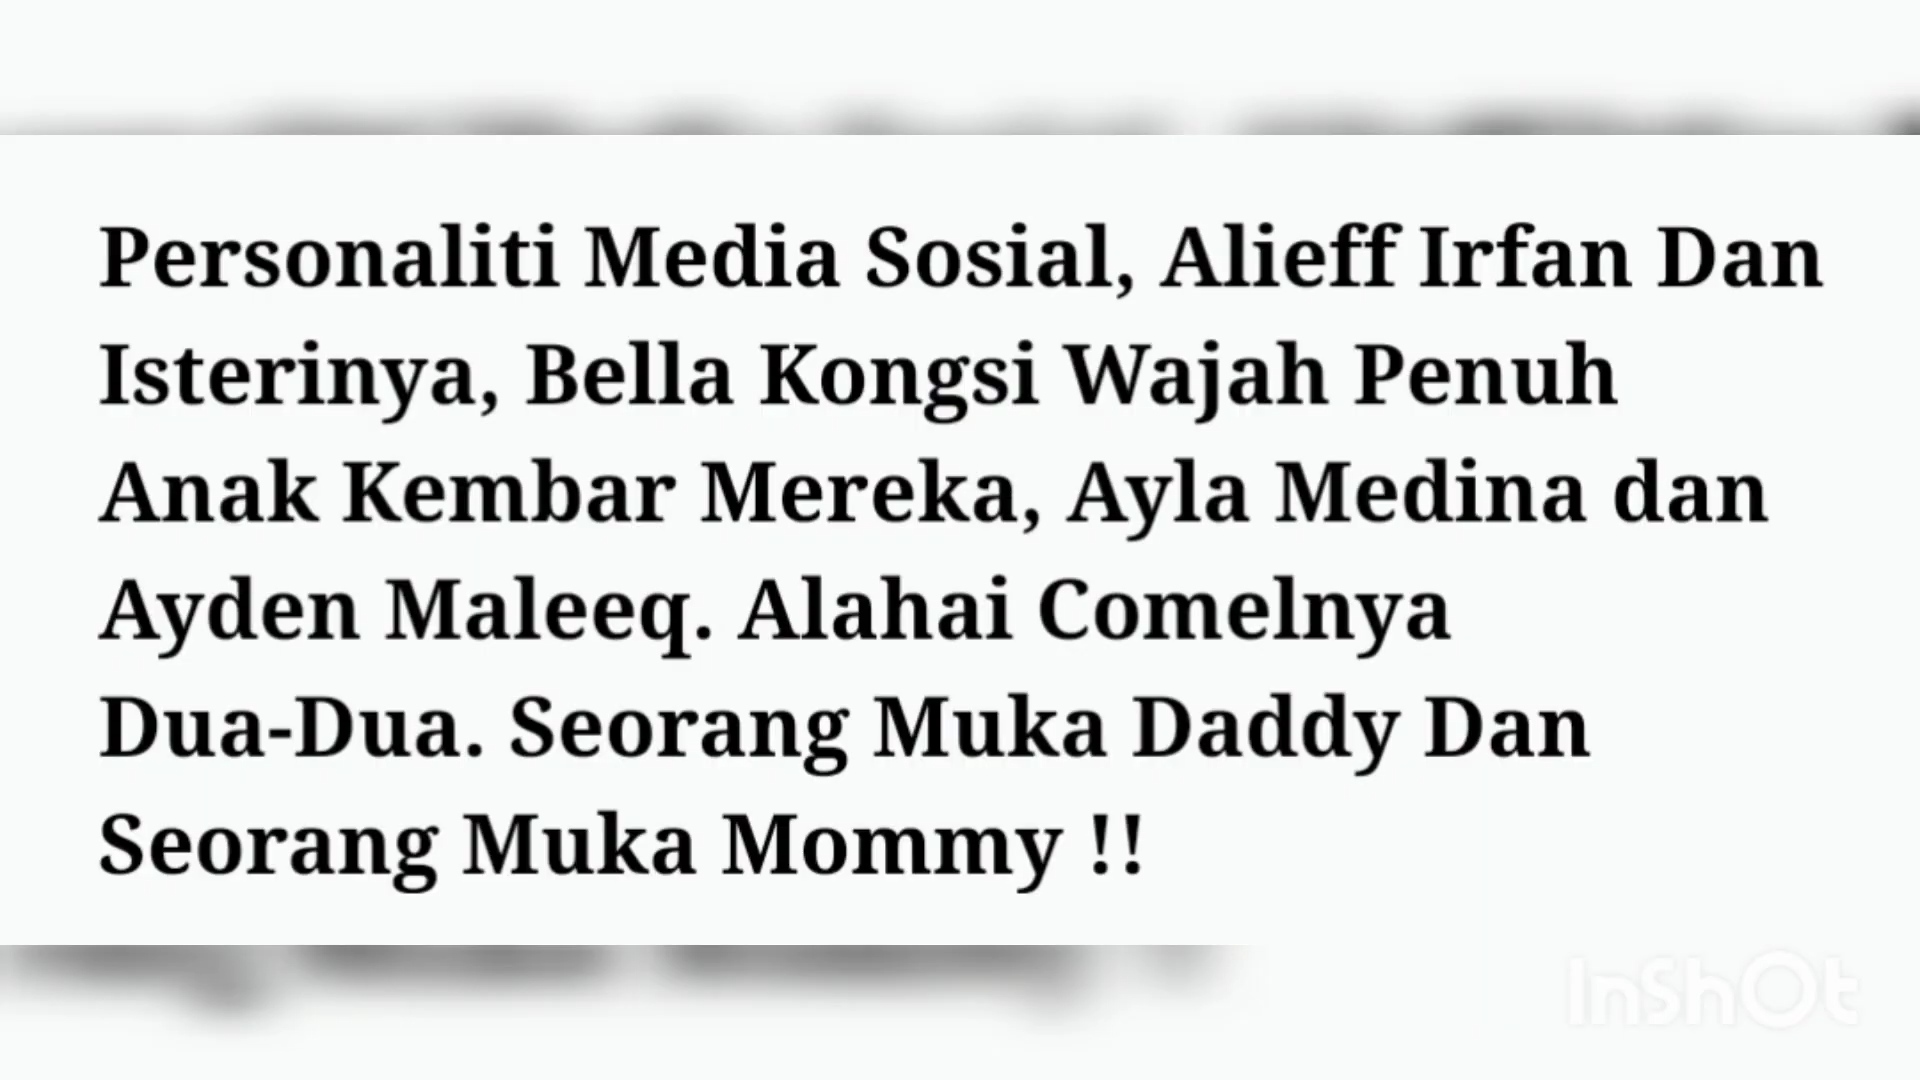 Personaliti Media Sosial, Alieff Irfan Dan
Isterinya, Bella Kongsi Wajah Penuh
Anak Kembar Mereka, Ayla Medina dan
Ayden Maleeq. Alahai Comelnya
Dua-Dua. Seorang Muka Daddy Dan
Seorang Muka Mommy !!
InShOt